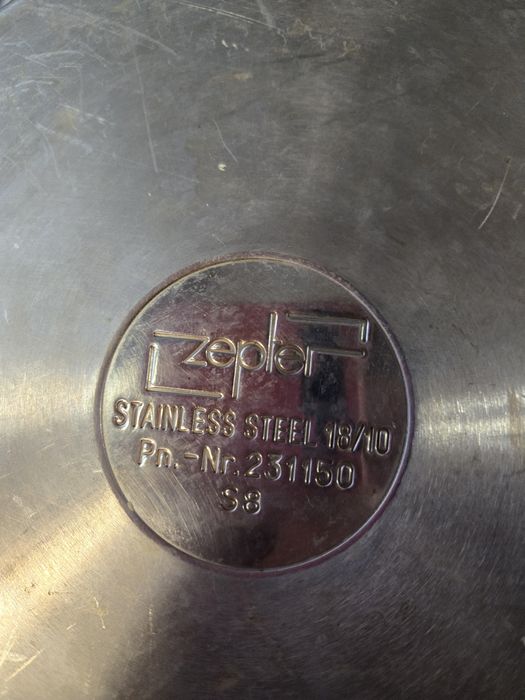 zepter
STAINLESS STEEL 18/10
Pn.-Nr.231150
S8